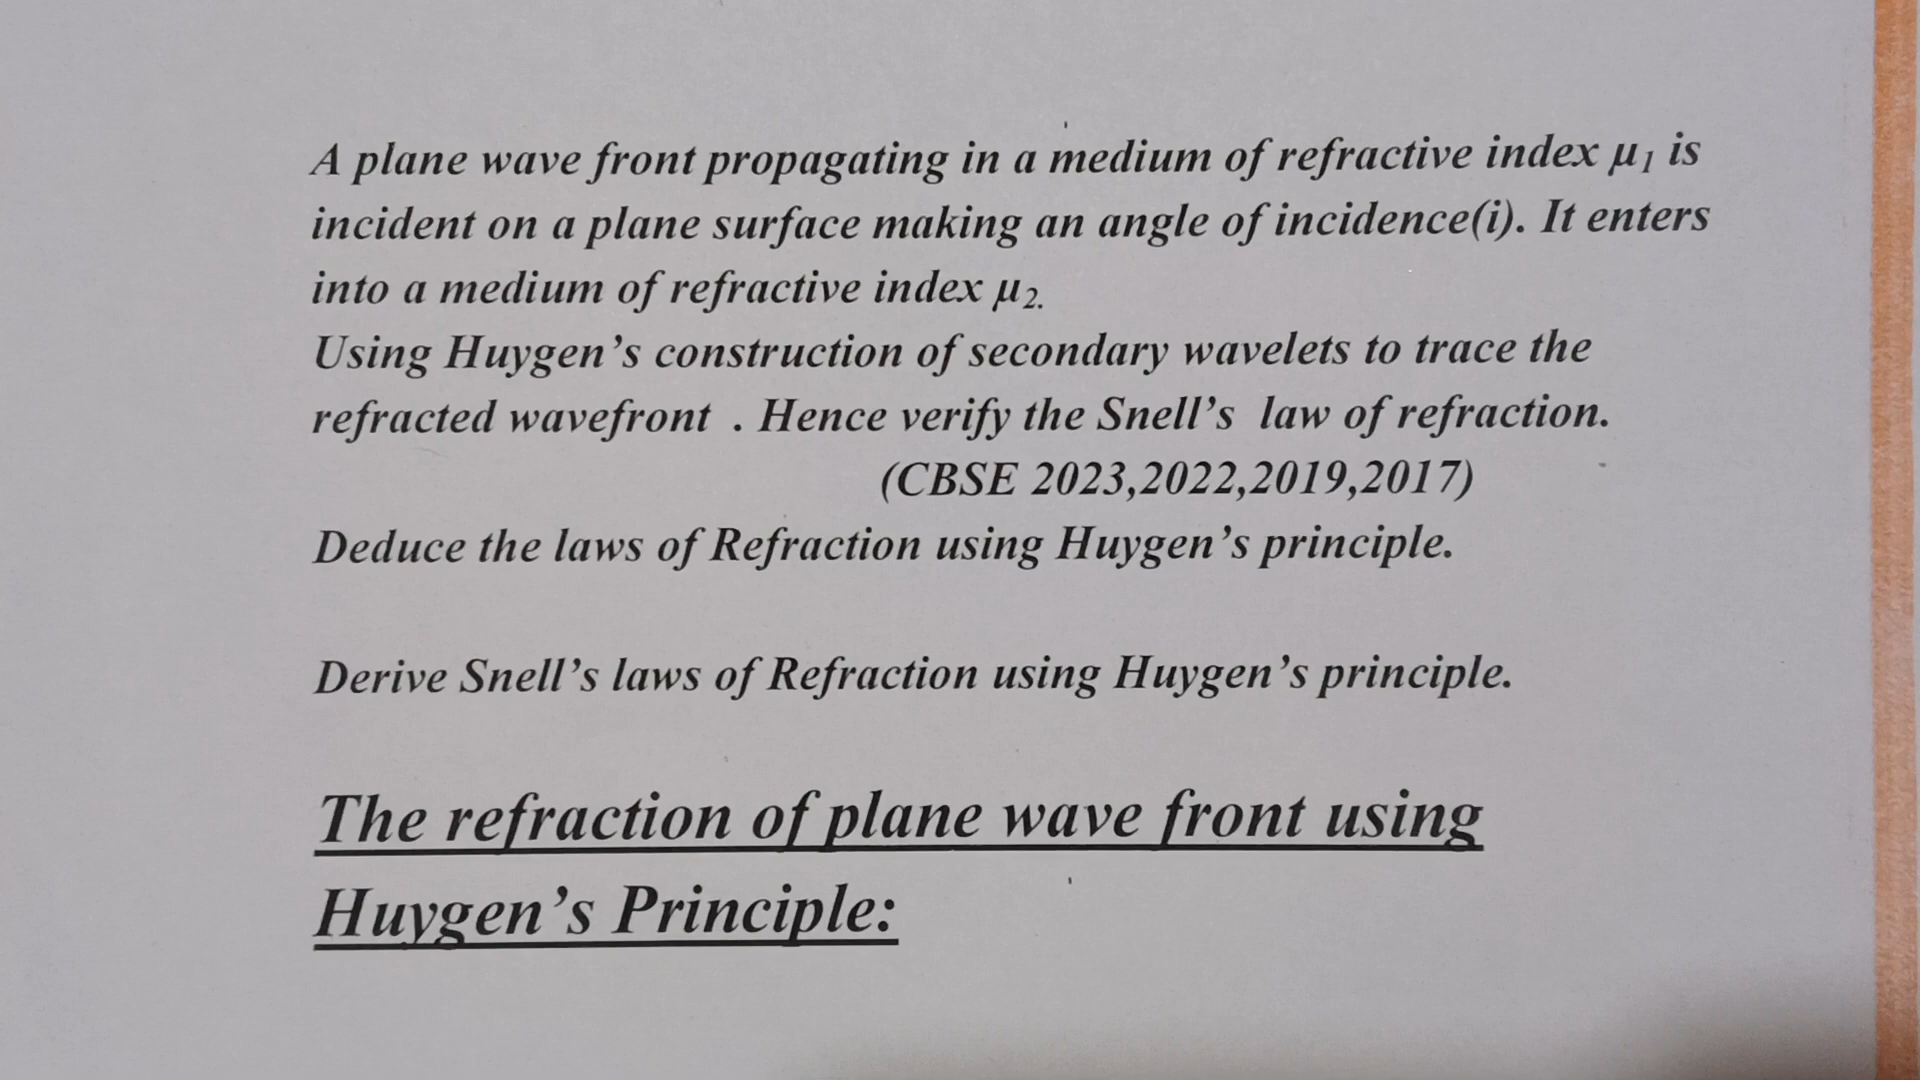 A plane wave front propagating in a medium of refractive index μ₁ is
incident on a plane surface making an angle of incidence(i). It enters
into a medium of refractive index μ₂.
Using Huygen’s construction of secondary wavelets to trace the
refracted wavefront . Hence verify the Snell’s law of refraction.
(CBSE 2023,2022,2019,2017)
Deduce the laws of Refraction using Huygen’s principle.
Derive Snell’s laws of Refraction using Huygen’s principle.
The refraction of plane wave front using
Huygen’s Principle: